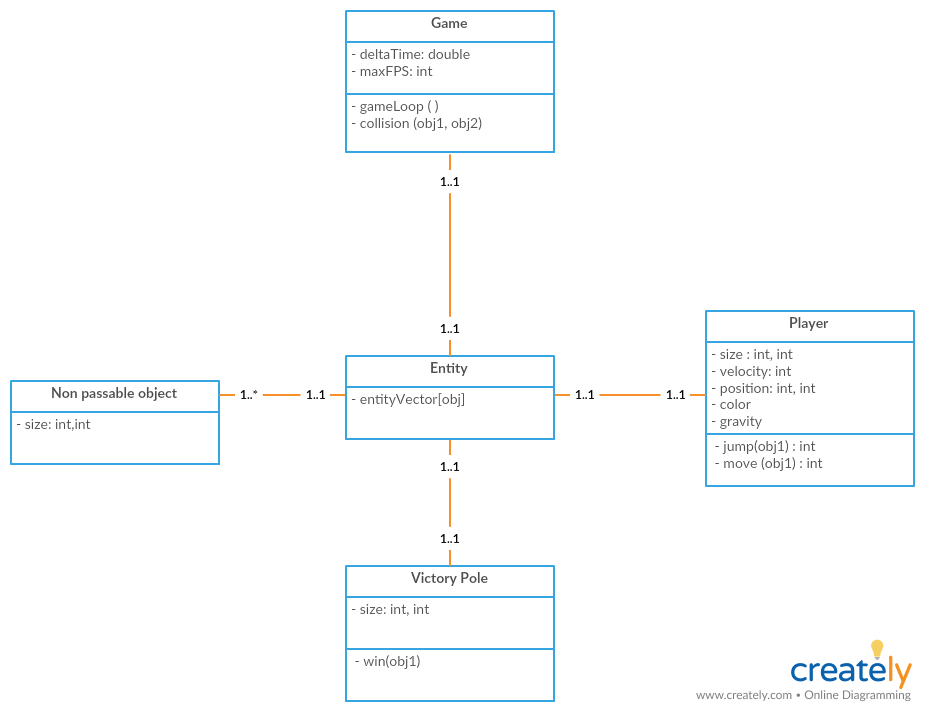 Game
- deltaTime: double
- maxFPS: int
- gameLoop ( )
- collision (obj1, obj2)
1..1
1..1
Entity
- entityVector[obj]
Non passable object
- size: int,int
1..*
1..1
1..1
1..1
Player
- size : int, int
- velocity: int
- position: int, int
- color
- gravity
- jump(obj1) : int
- move (obj1) : int
1..1
1..1
Victory Pole
- size: int, int
- win(obj1)
creately
www.creately.com • Online Diagramming